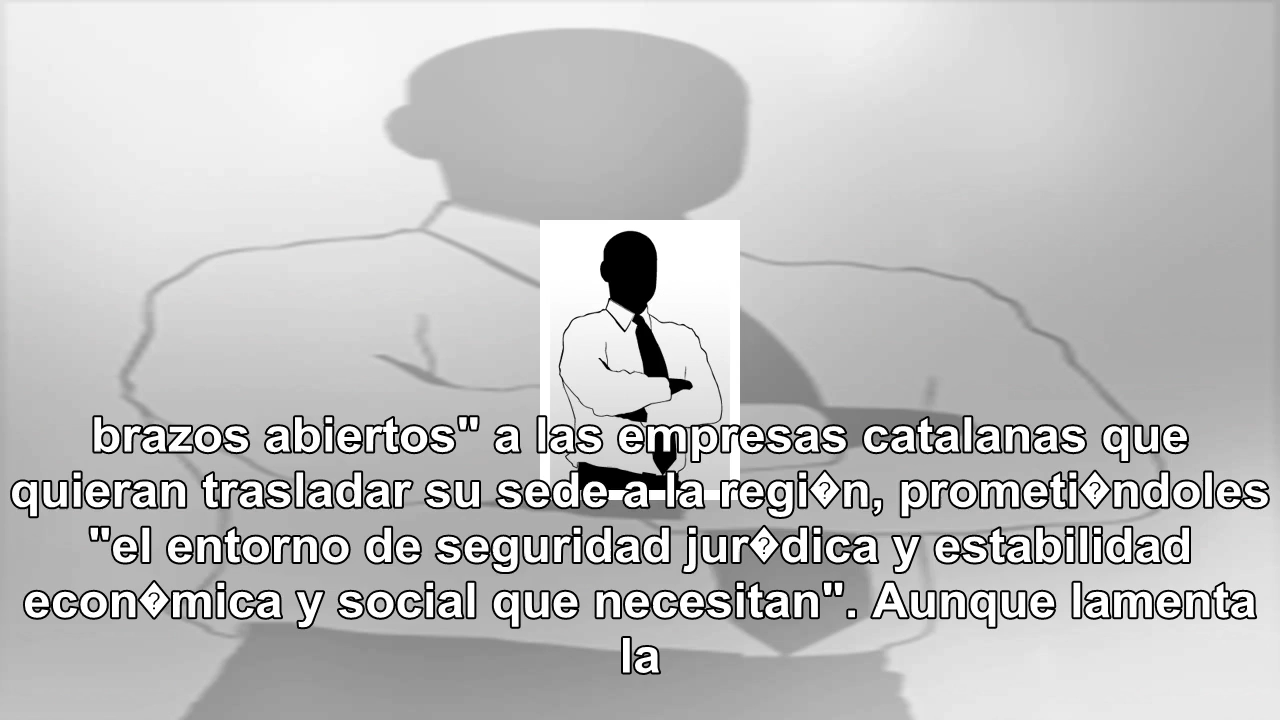 brazos abiertos" a las empresas catalanas que
quieran trasladar su sede a la regi�n, prometi�ndoles
"el entorno de seguridad jur�dica y estabilidad
econ�mica y social que necesitan". Aunque lamenta
la